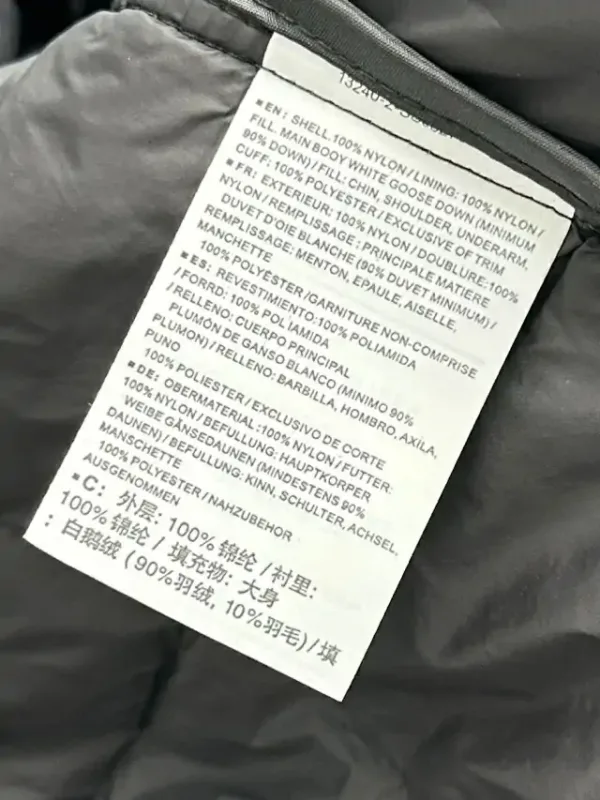 13240-2
▪EN: SHELL.100% NYLON / LINING: 100% NYLON /
FILL. MAIN BODY WHITE GOOSE DOWN (MINIMUM
90% DOWN) / FILL: CHIN, SHOULDER, UNDERARM,
CUFF: 100% POLYESTER / EXCLUSIVE OF TRIM
▪FR: EXTERIEUR: 100% NYLON / DOUBLURE:100%
NYLON / REMPLISSAGE : PRINCIPALE MATIÈRE
DUVET D'OIE BLANCHE (90% DUVET MINIMUM) /
REMPLISSAGE: MENTON, EPAULE, AISELLE,
MANCHETTE
100% POLYESTER/GARNITURE NON-COMPRISE
▪ES: REVESTIMIENTO:100% POLIAMIDA
/ FORRD: 100% POLIAMIDA
/ RELLENO: CUERPO PRINCIPAL
PLUMÓN DE GANSO BLANCO (MINIMO 90%
PLUMON) / RELLENO: BARBILLA, HOMBRO, AXILA,
PUNO
100% POLIESTER / EXCLUSIVO DE CORTE
▪DE: OBERMATERIAL:100% NYLON / FUTTER:
100% NYLON / BEFULLUNG: HAUPTKORPER
WEIBE GÄNSEDAUNEN (MINDESTENS 90%
DAUNEN) / BEFULLUNG: KINN, SCHULTER, ACHSEL,
MANSCHETTE
100% POLYESTER / NAHZUBEHOR
AUSGENOMMEN
▪C: 外层: 100% 锦纶 / 衬里:
100% 锦纶 / 填充物: 大身
: 白鹅绒 (90%羽绒, 10%羽毛)/填